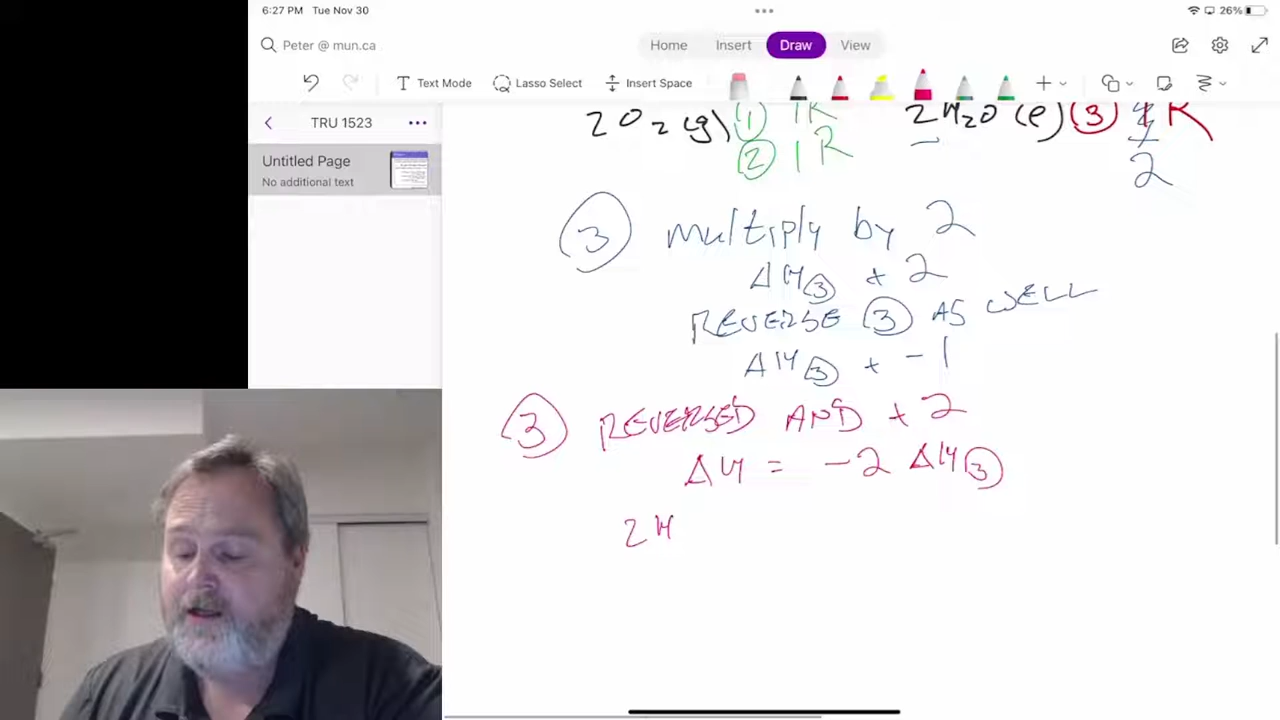 6:27 PM Tue Nov 30
26%
Peter @ mun.ca
Home Insert Draw View
Text Mode Lasso Select Insert Space
TRU 1523
Untitled Page
No additional text
2O2(g) ① 1R
② 1R
2H2O (l) ③ 1R
2
③ multiply by 2
ΔH③ × 2
REVERSE ③ AS WELL
ΔH③ × -1
③ REVERSED AND × 2
ΔH = -2 ΔH③
2H